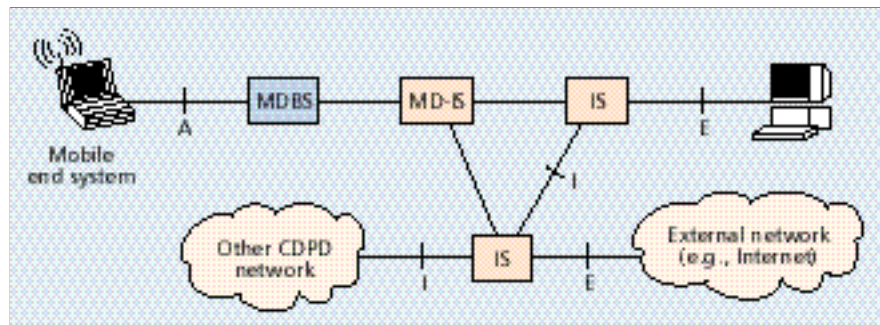 MDBS
MD-IS
IS
A
E
Mobile
end system
I
Other CDPD
network
I
IS
E
External network
(e.g., Internet)